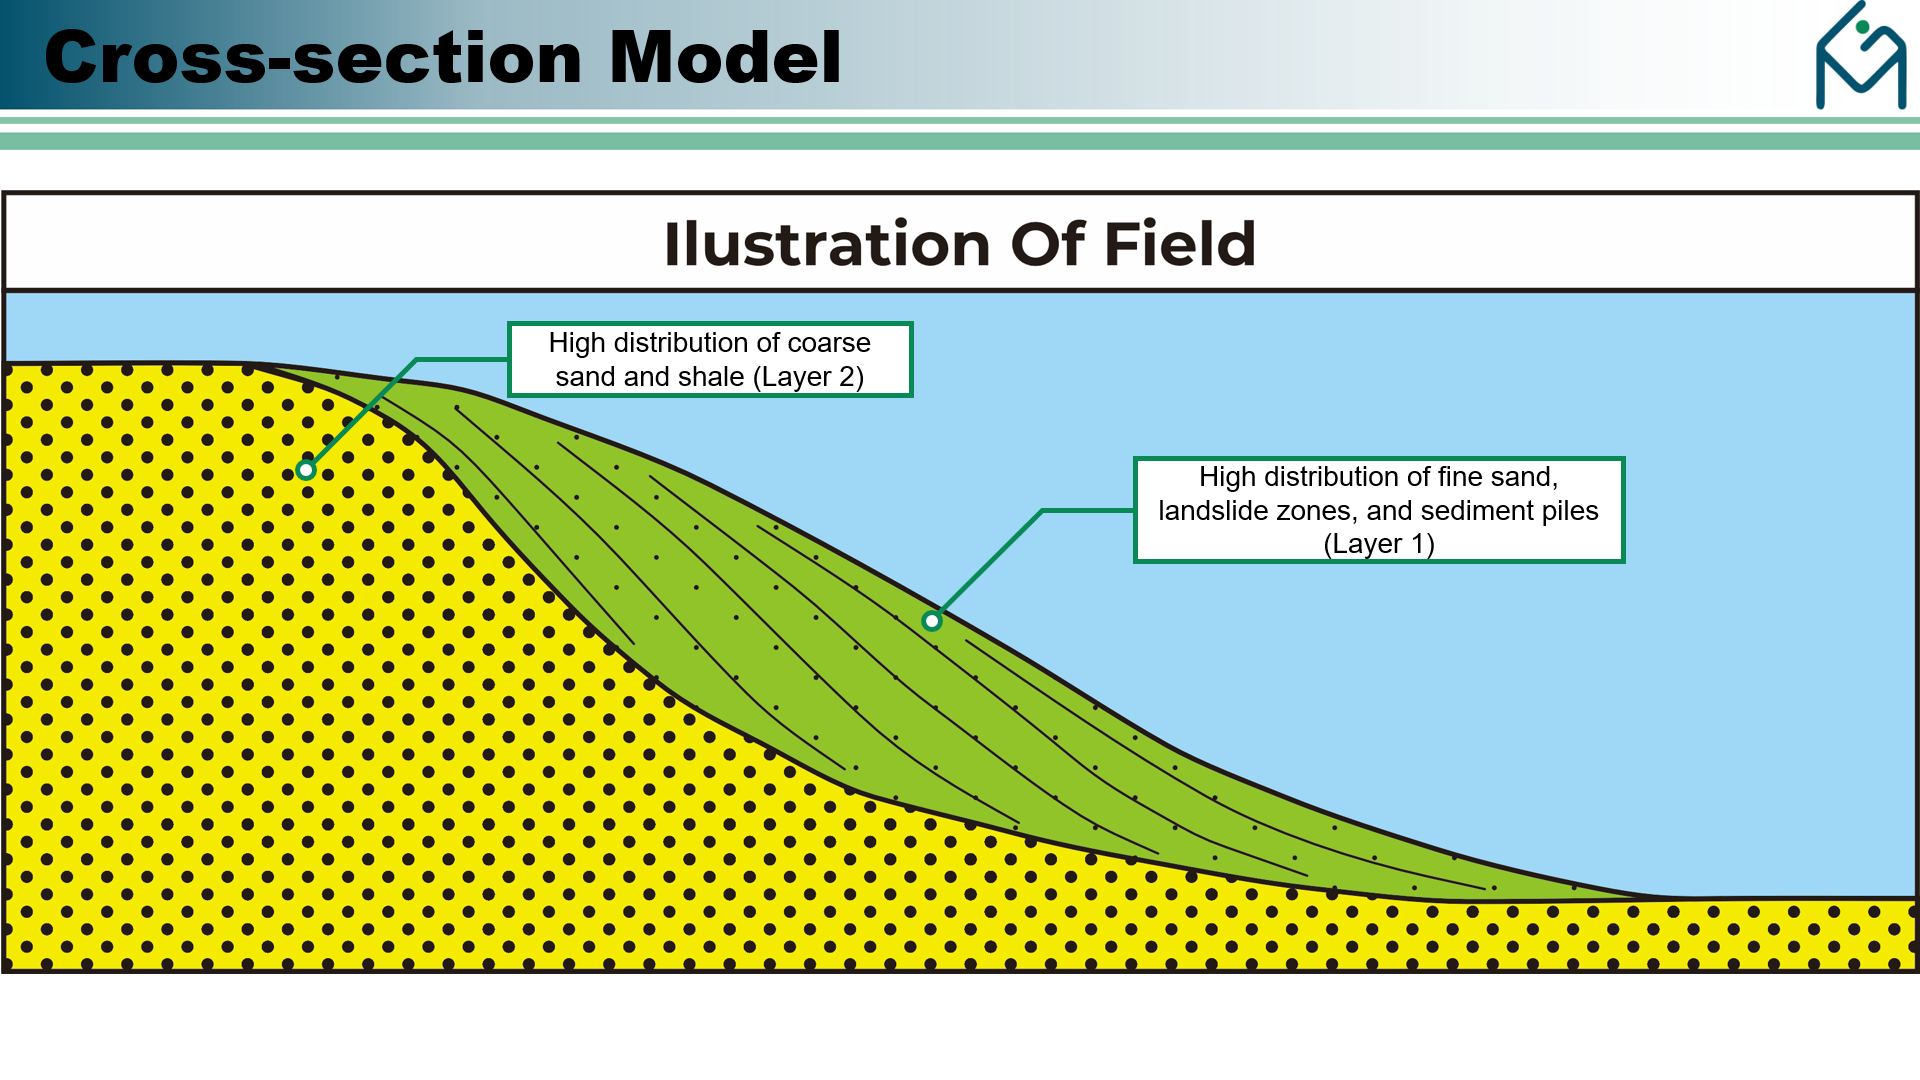 Cross-section Model
Ilustration Of Field
High distribution of coarse
sand and shale (Layer 2)
High distribution of fine sand,
landslide zones, and sediment piles
(Layer 1)